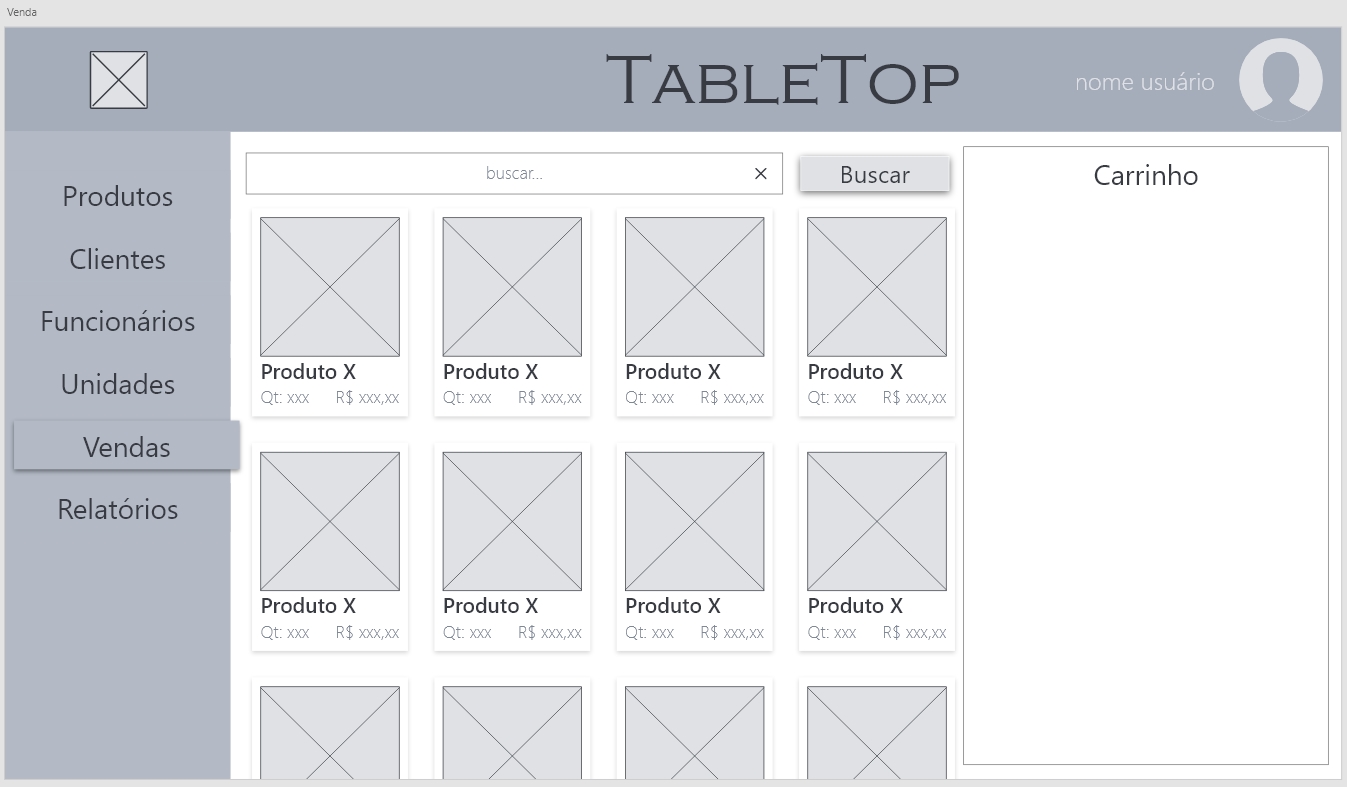 Venda
TableTop
nome usuário
Produtos
Clientes
Funcionários
Unidades
Vendas
Relatórios
buscar...
Buscar
Produto X Produto X Produto X Produto X
Qt: xxx R$ xxx,xx Qt: xxx R$ xxx,xx Qt: xxx R$ xxx,xx Qt: xxx R$ xxx,xx
Produto X Produto X Produto X Produto X
Qt: xxx R$ xxx,xx Qt: xxx R$ xxx,xx Qt: xxx R$ xxx,xx Qt: xxx R$ xxx,xx
Carrinho